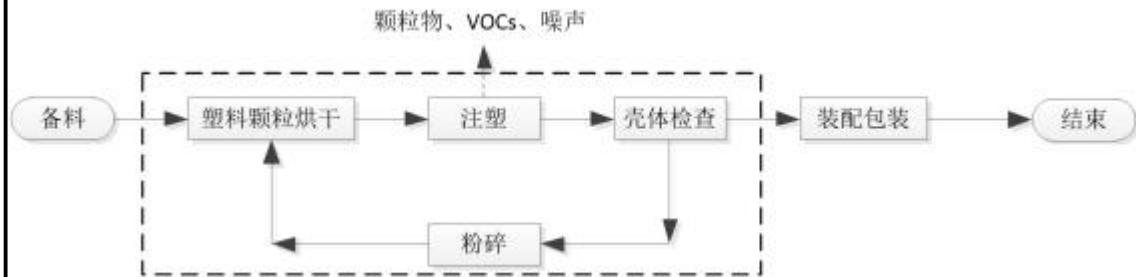 颗粒物、VOCs、噪声
备料
塑料颗粒烘干
注塑
壳体检查
装配包装
结束
粉碎